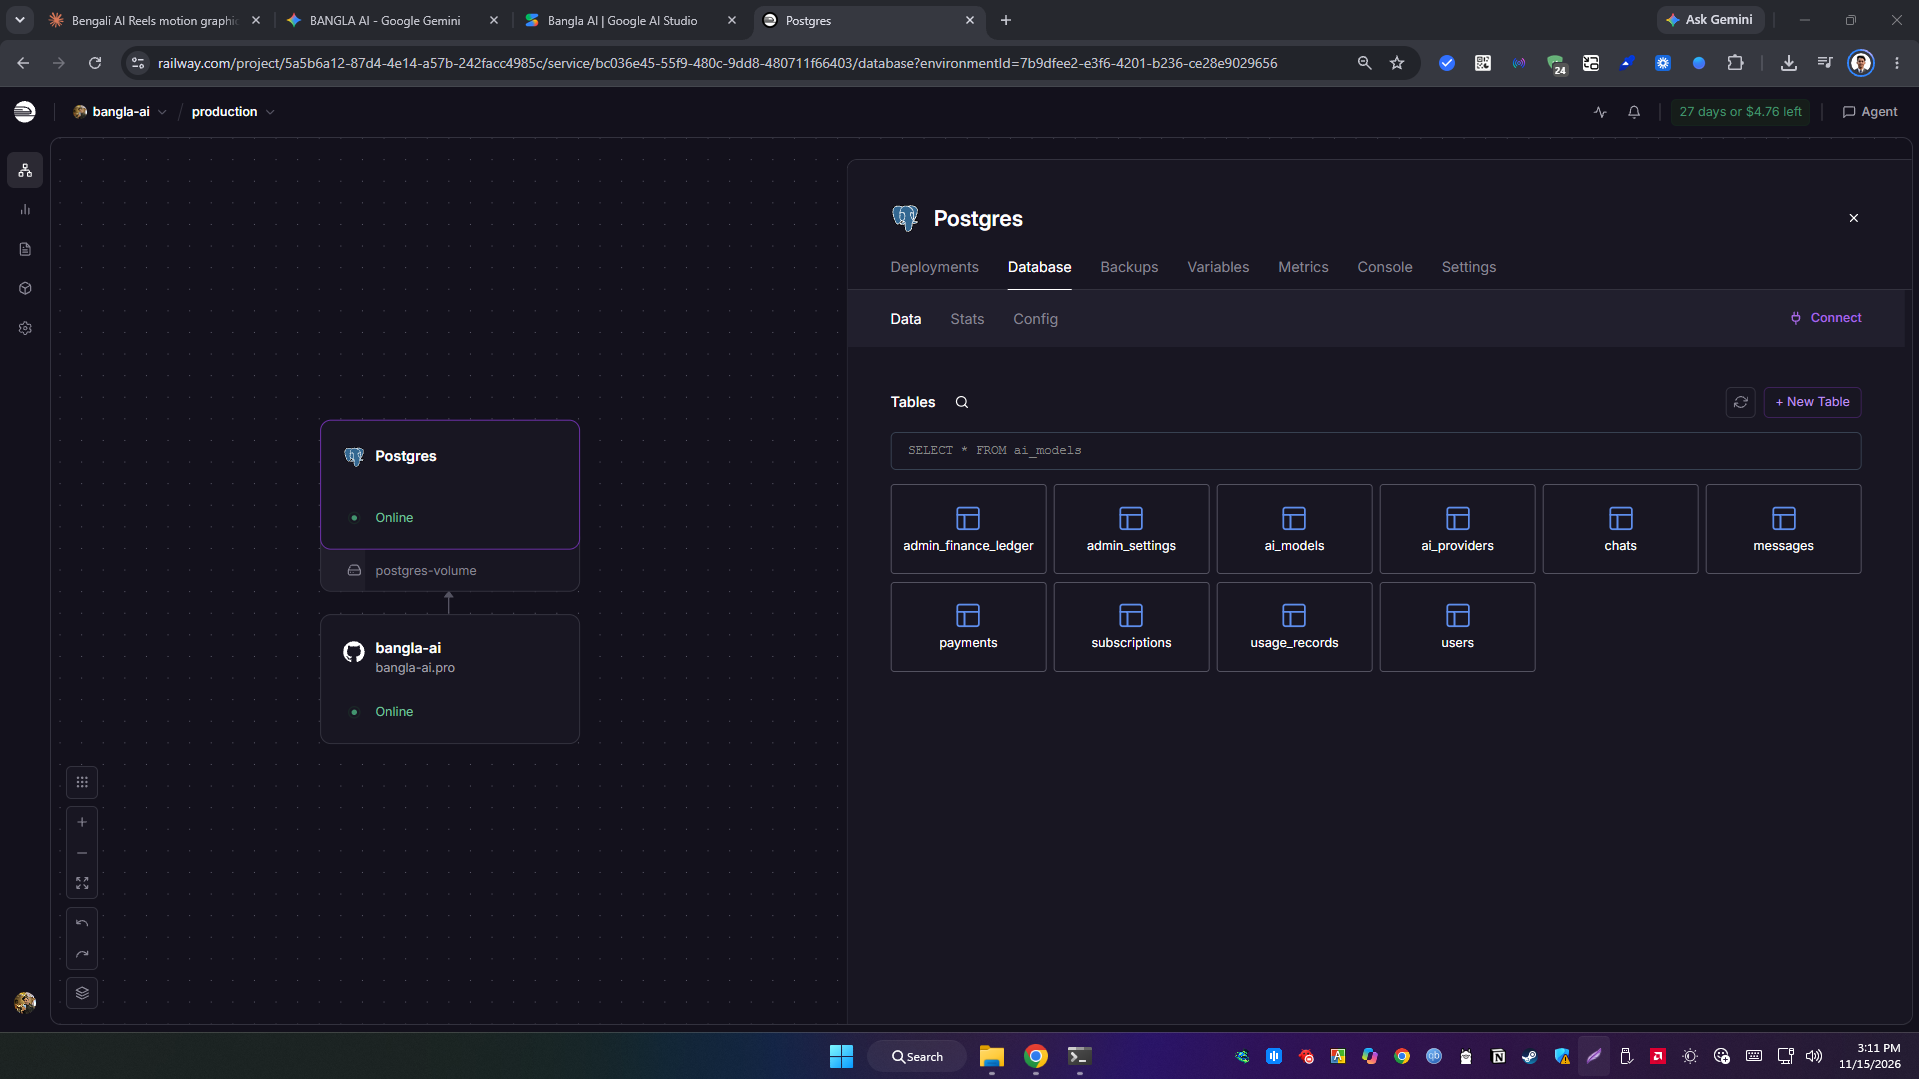 Bengali AI Reels motion graphic
BANGLA AI - Google Gemini
Bangla AI | Google AI Studio
Postgres
Ask Gemini
railway.com/project/5a5b6a12-87d4-4e14-a57b-242facc4985c/service/bc036e45-55f9-480c-9dd8-480711f66403/database?environmentId=7b9dfee2-e3f6-4201-b236-ce28e9029656
24
bangla-ai / production
27 days or $4.76 left
Agent
Postgres
Deployments Database Backups Variables Metrics Console Settings
Data Stats Config
Connect
Tables
+ New Table
SELECT * FROM ai_models
admin_finance_ledger admin_settings ai_models ai_providers chats messages
payments subscriptions usage_records users
Postgres
Online
postgres-volume
bangla-ai
bangla-ai.pro
Online
Search
3:11 PM
11/15/2026